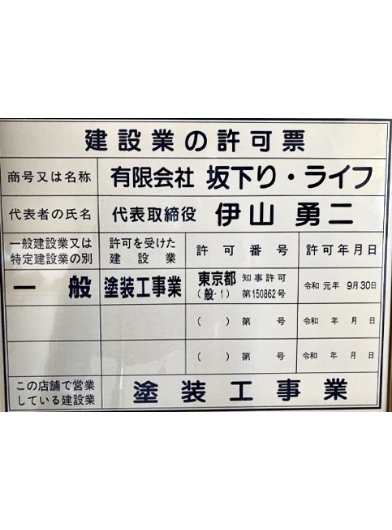 建設業の許可票
商号又は名称 有限会社 坂下り・ライフ
代表者の氏名 代表取締役 伊山 勇二
一般建設業又は 許可を受けた 許可番号 許可年月日
特定建設業の別 建設業
一般 塗装工事業 東京都 知事許可 令和 元年 9月30日
(般-1) 第150862号
( ) 第 号 令和 年 月 日
( ) 第 号 令和 年 月 日
この店舗で営業 塗装工事業
している建設業